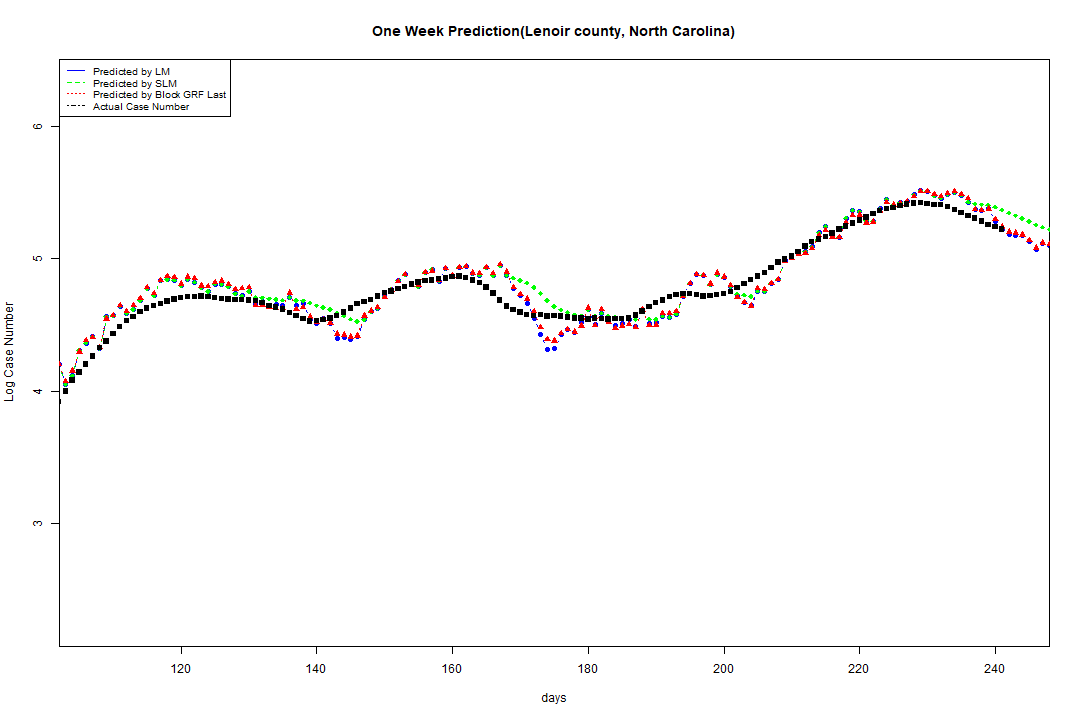 One Week Prediction(Lenoir county, North Carolina)
Predicted by LM
Predicted by SLM
Predicted by Block GRF Last
Actual Case Number
6
5
4
3
Log Case Number
120 140 160 180 200 220 240
days